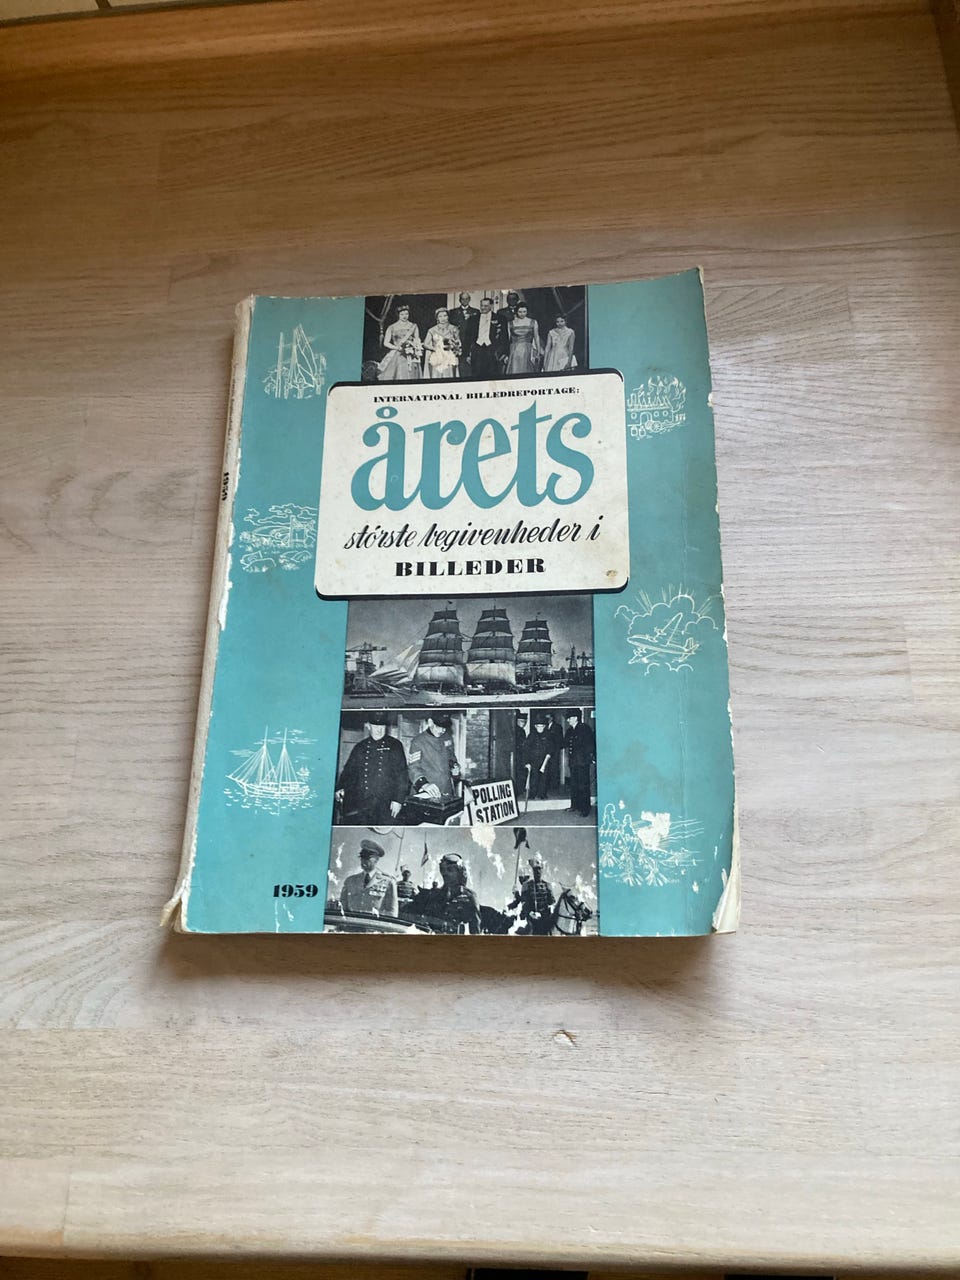 INTERNATIONAL BILLEDREPORTAGE:
årets
største begivenheder i
BILLEDER
POLLING
STATION
1959
1959